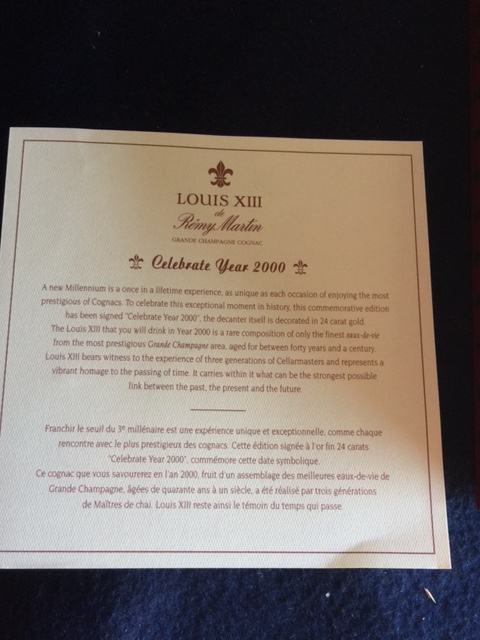 LOUIS XIII
de
Rémy Martin
GRANDE CHAMPAGNE COGNAC
Celebrate Year 2000
A new Millennium is a once in a lifetime experience, as unique as each occasion of enjoying the most
prestigious of Cognacs. To celebrate this exceptional moment in history, this commemorative edition
has been signed "Celebrate Year 2000", the decanter itself is decorated in 24 carat gold.
The Louis XIII that you will drink in Year 2000 is a rare composition of only the finest eaux-de-vie
from the most prestigious Grande Champagne area, aged for between forty years and a century.
Louis XIII bears witness to the experience of three generations of Cellarmasters and represents a
vibrant homage to the passing of time. It carries within it what can be the strongest possible
link between the past, the present and the future.
Franchir le seuil du 3e millénaire est une expérience unique et exceptionnelle, comme chaque
rencontre avec le plus prestigieux des cognacs. Cette édition signée à l'or fin 24 carats
"Celebrate Year 2000", commémore cette date symbolique.
Ce cognac que vous savourerez en l'an 2000, fruit d'un assemblage des meilleures eaux-de-vie de
Grande Champagne, âgées de quarante ans à un siècle, a été réalisé par trois générations
de Maîtres de chai. Louis XIII reste ainsi le témoin du temps qui passe.